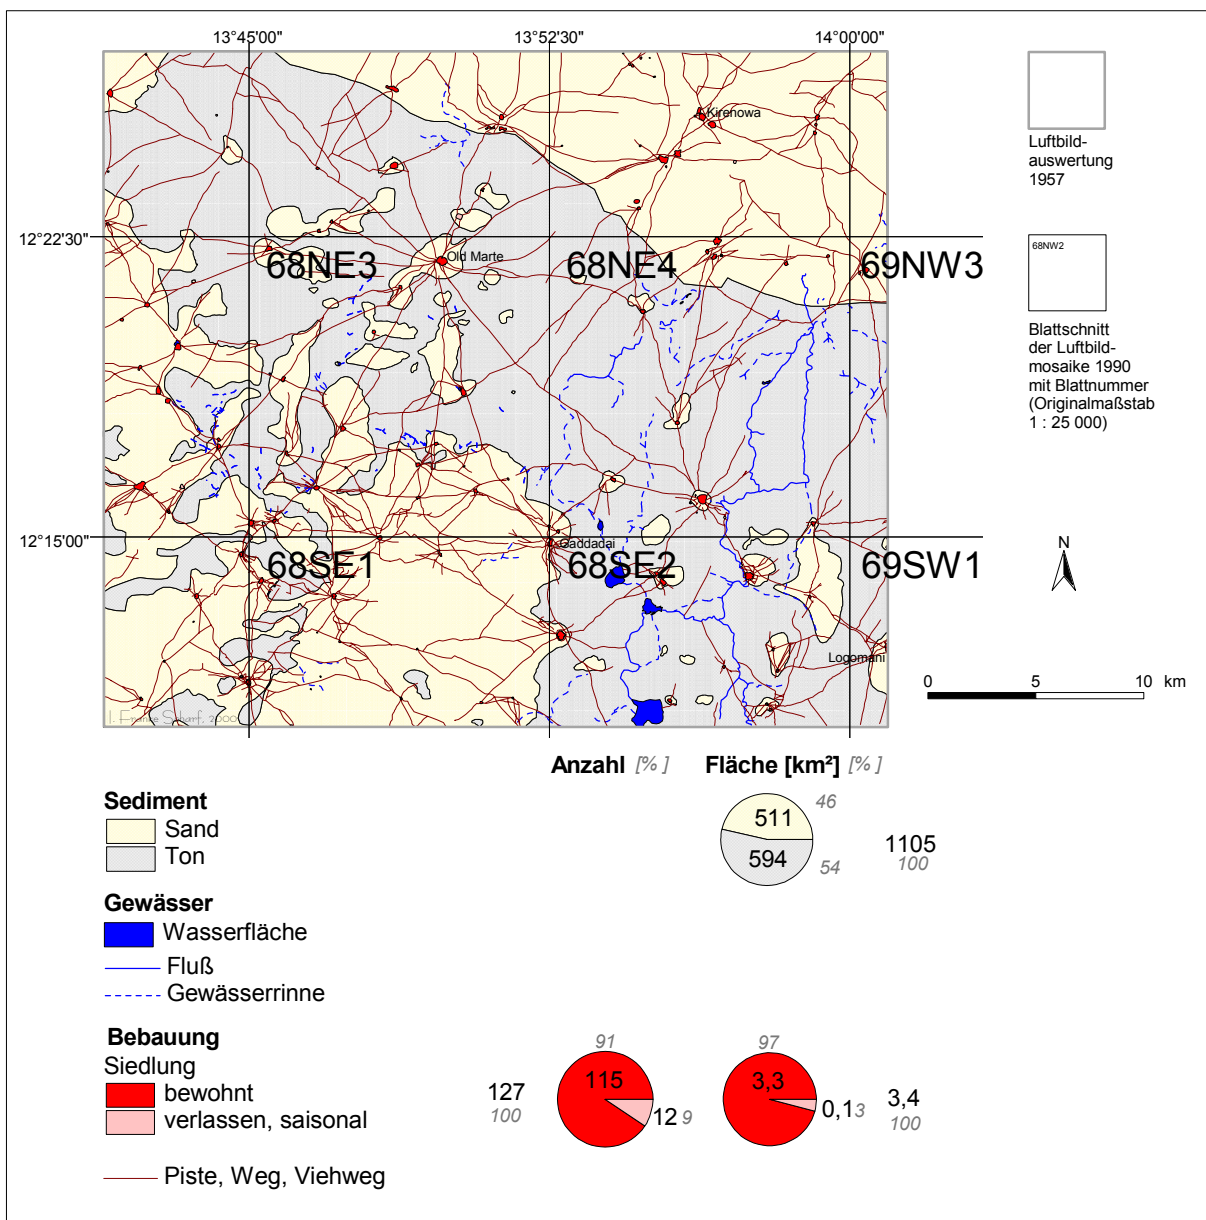 13°45'00"
13°52'30"
14°00'00"
Kirenowa
12°22'30"
Old Marte
68NE3
68NE4
69NW3
12°15'00"
Gaddadai
68SE1
68SE2
69SW1
Logomani
I. Franke Scharf, 2000
Luftbild-
auswertung
1957
68NW2
Blattschnitt
der Luftbild-
mosaike 1990
mit Blattnummer
(Originalmaßstab
1 : 25 000)
N
0 5 10 km
Anzahl [% ] Fläche [km²] [% ]
Sediment
Sand
Ton
511
46
594
54
1105
100
Gewässer
Wasserfläche
Fluß
Gewässerrinne
Bebauung
Siedlung
bewohnt
verlassen, saisonal
127
100
91
115
12 9
97
3,3
0,1 3
3,4
100
Piste, Weg, Viehweg